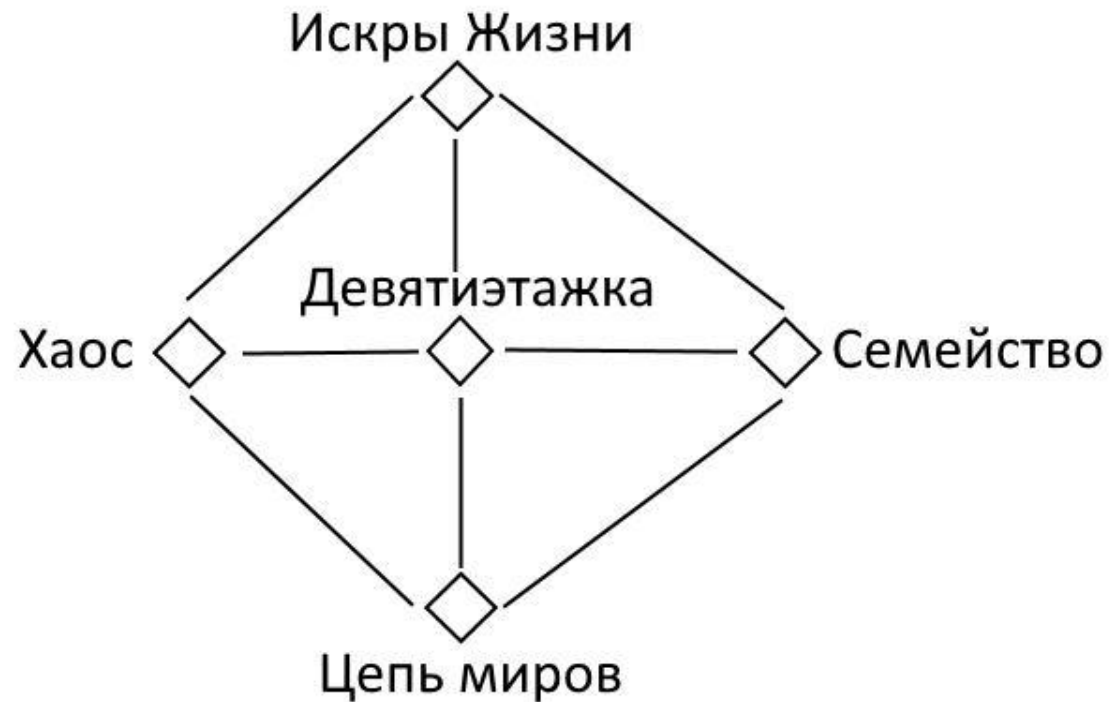 Искры Жизни
Девятиэтажка
Хаос
Семейство
Цепь миров